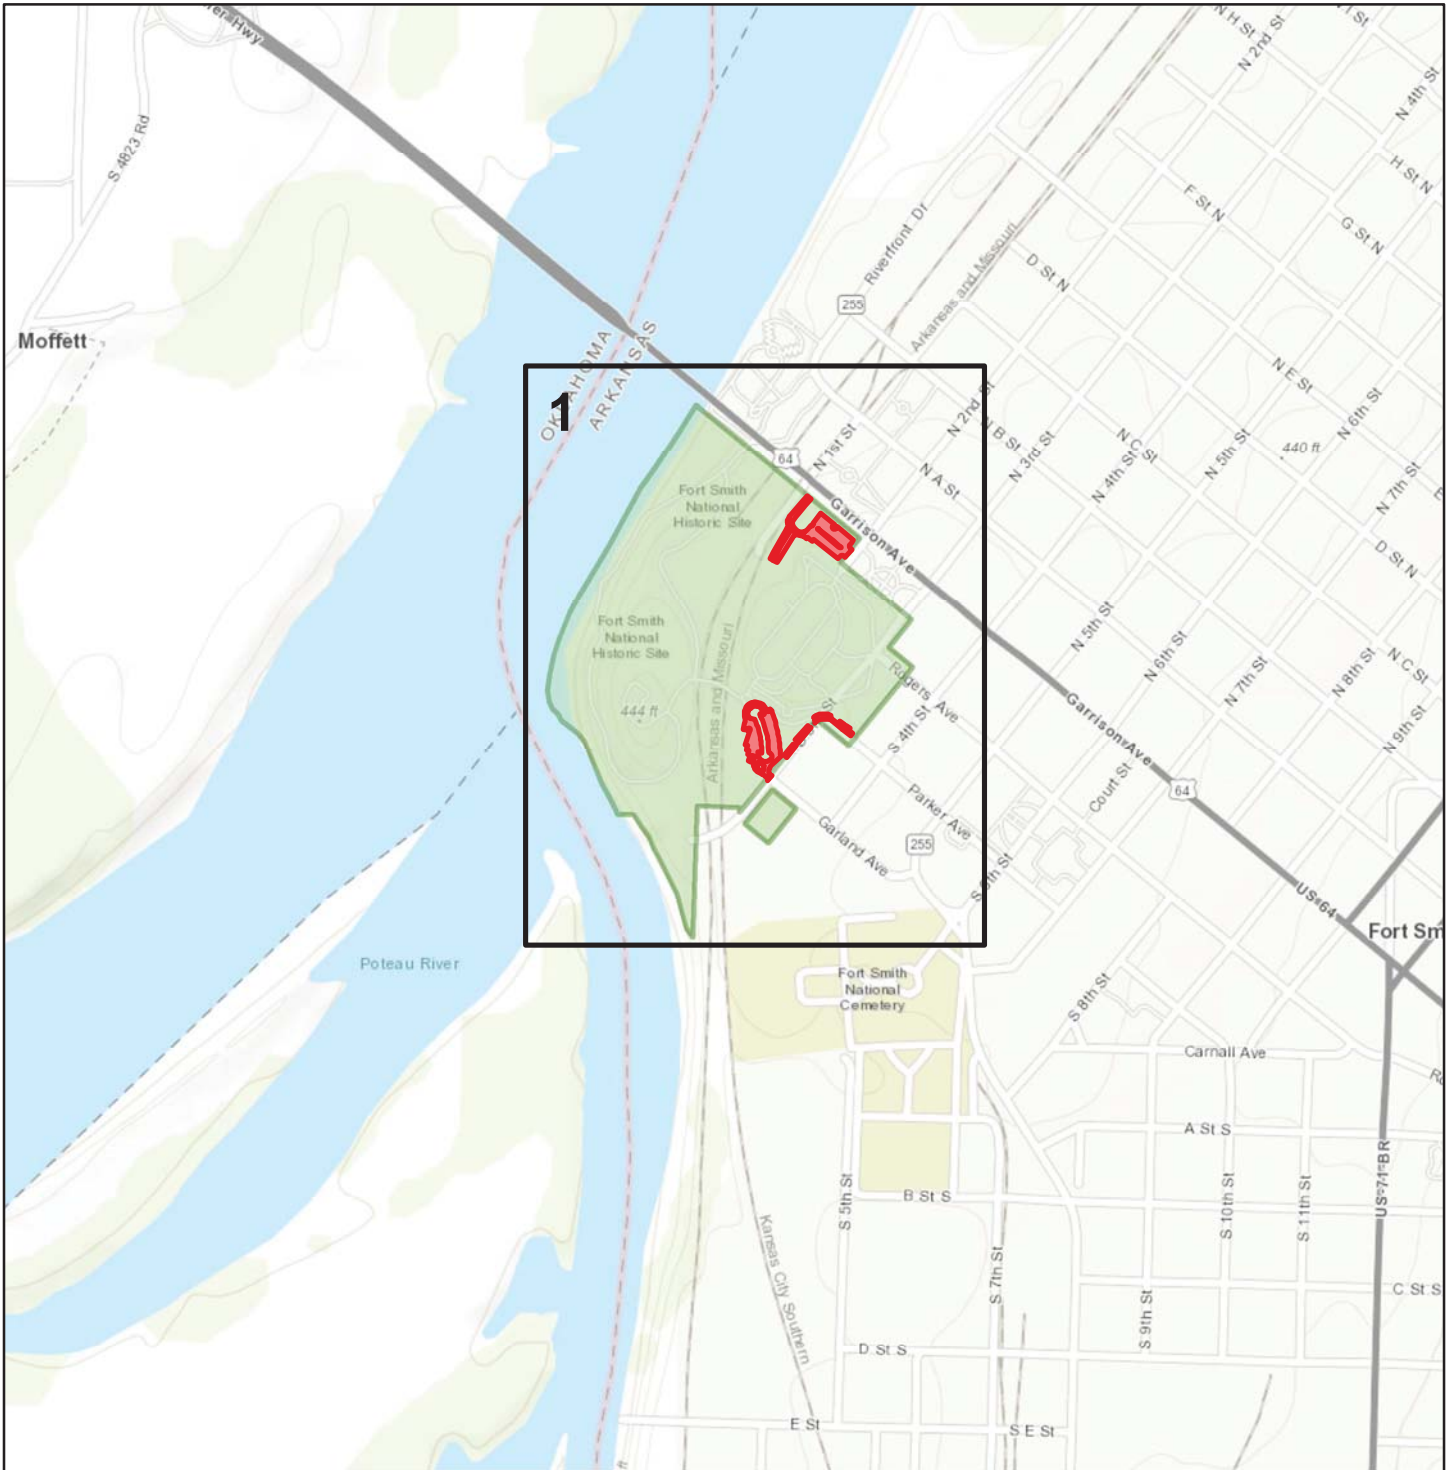 N H St
N 2nd St
N 4th St
S 4823 Rd
H St N
F St N
G St N
Riverfront Dr
D St N
Arkansas and Missouri
255
Moffett
OKLAHOMA
ARKANSAS
1
N E St
N 6th St
N 2nd St
N B St
N 3rd St
N C St
N 5th St
440 ft
64
N 1st St
N A St
N 4th St
N 7th St
Fort Smith
National
Historic Site
Garrison Ave
D St N
Fort Smith
National
Historic Site
N 5th St
Arkansas and Missouri
N 6th St
N C St
N 8th St
Rogers Ave
N 7th St
444 ft
St
S 4th St
Garrison Ave
N 9th St
64
Court St
Parker Ave
Garland Ave
255
S 6th St
US-64
Fort Sm
Poteau River
Fort Smith
National
Cemetery
S 8th St
Carnall Ave
A St S
US-71-BR
S 5th St
B St S
S 10th St
S 11th St
Kansas City Southern
S 7th St
C St S
S 9th St
D St S
E St
S E St
ft